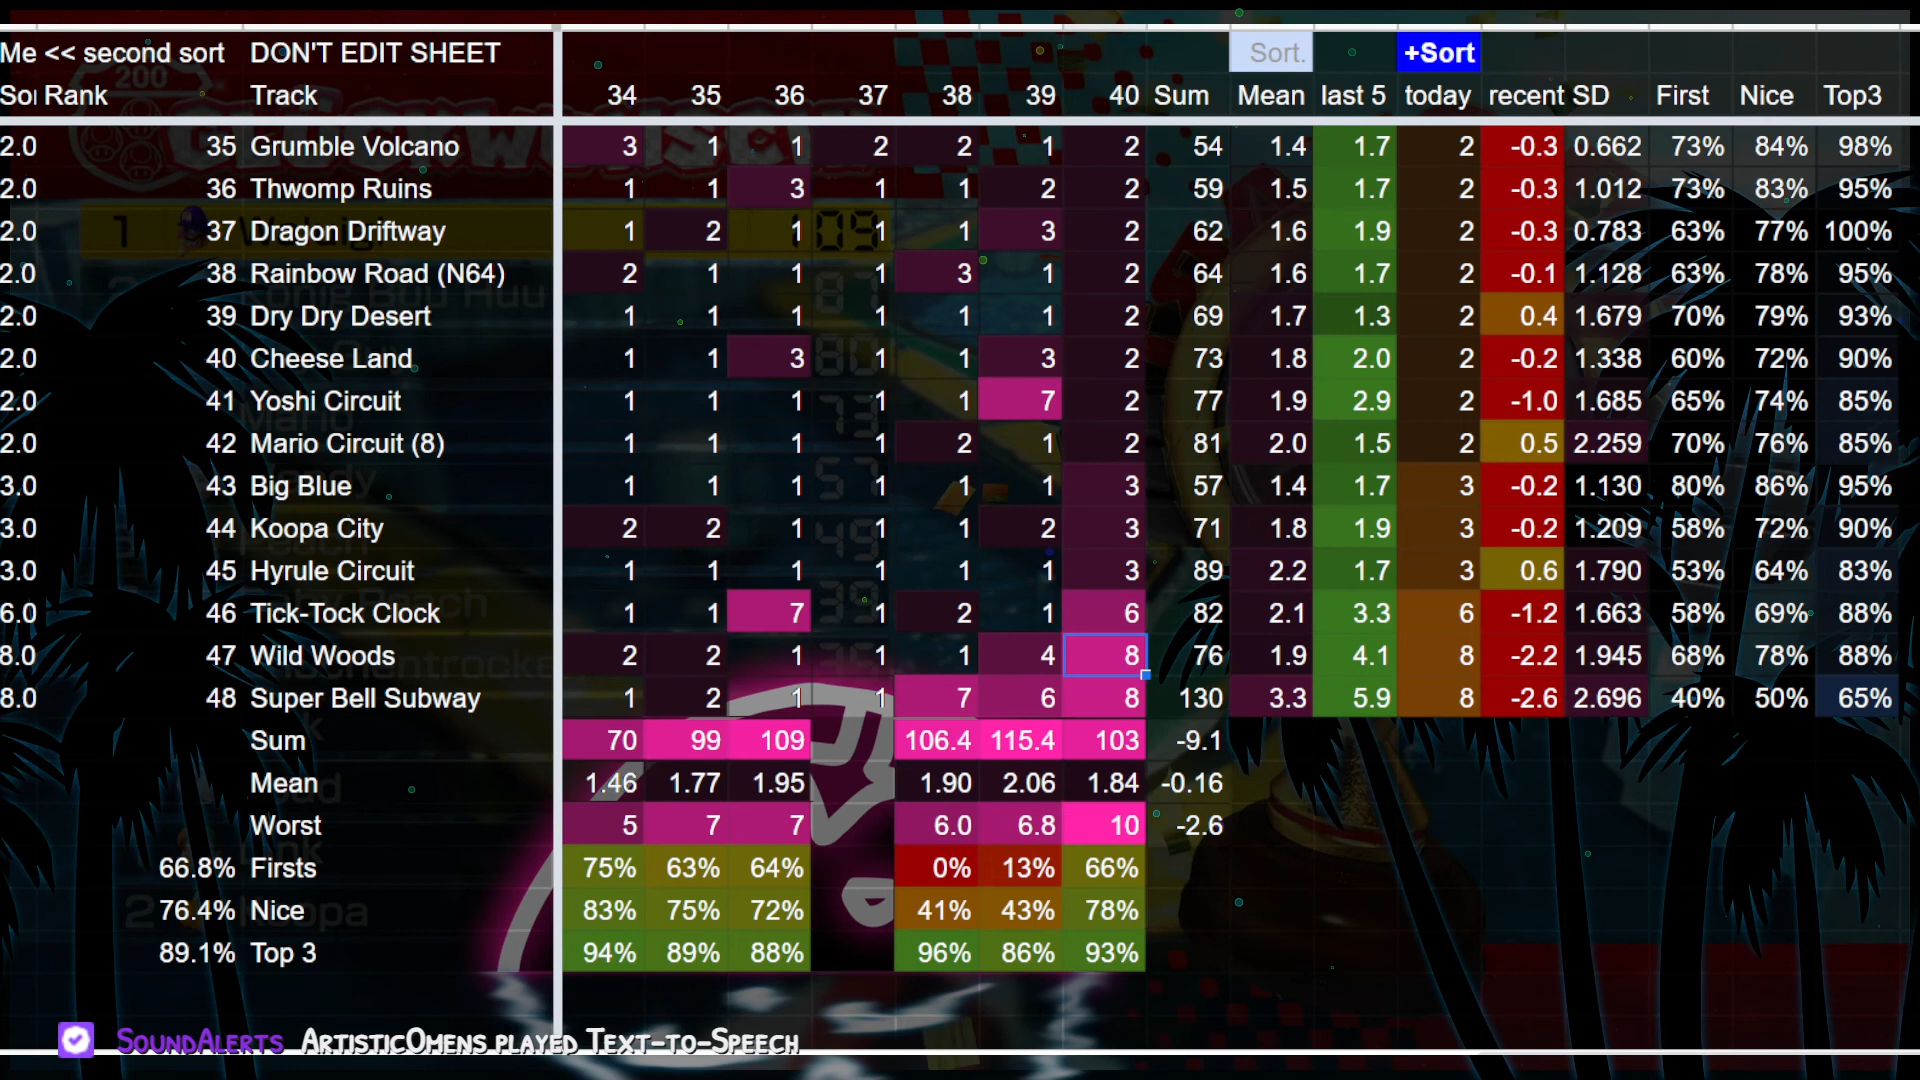 Me << second sort DON'T EDIT SHEET Sort. +Sort
Sor Rank Track 34 35 36 37 38 39 40 Sum Mean last 5 today recent SD First Nice Top3
2.0 35 Grumble Volcano 3 1 1 2 2 1 2 54 1.4 1.7 2 -0.3 0.662 73% 84% 98%
2.0 36 Thwomp Ruins 1 1 3 1 1 2 2 59 1.5 1.7 2 -0.3 1.012 73% 83% 95%
2.0 37 Dragon Driftway 1 2 1 1 1 3 2 62 1.6 1.9 2 -0.3 0.783 63% 77% 100%
2.0 38 Rainbow Road (N64) 2 1 1 1 3 1 2 64 1.6 1.7 2 -0.1 1.128 63% 78% 95%
2.0 39 Dry Dry Desert 1 1 1 1 1 1 2 69 1.7 1.3 2 0.4 1.679 70% 79% 93%
2.0 40 Cheese Land 1 1 3 1 1 3 2 73 1.8 2.0 2 -0.2 1.338 60% 72% 90%
2.0 41 Yoshi Circuit 1 1 1 1 1 7 2 77 1.9 2.9 2 -1.0 1.685 65% 74% 85%
2.0 42 Mario Circuit (8) 1 1 1 1 2 1 2 81 2.0 1.5 2 0.5 2.259 70% 76% 85%
3.0 43 Big Blue 1 1 1 1 1 1 3 57 1.4 1.7 3 -0.2 1.130 80% 86% 95%
3.0 44 Koopa City 2 2 1 1 1 2 3 71 1.8 1.9 3 -0.2 1.209 58% 72% 90%
3.0 45 Hyrule Circuit 1 1 1 1 1 1 3 89 2.2 1.7 3 0.6 1.790 53% 64% 83%
6.0 46 Tick-Tock Clock 1 1 7 1 2 1 6 82 2.1 3.3 6 -1.2 1.663 58% 69% 88%
8.0 47 Wild Woods 2 2 1 1 1 4 8 76 1.9 4.1 8 -2.2 1.945 68% 78% 88%
8.0 48 Super Bell Subway 1 2 1 1 7 6 8 130 3.3 5.9 8 -2.6 2.696 40% 50% 65%
Sum 70 99 109 106.4 115.4 103 -9.1
Mean 1.46 1.77 1.95 1.90 2.06 1.84 -0.16
Worst 5 7 7 6.0 6.8 10 -2.6
66.8% Firsts 75% 63% 64% 0% 13% 66%
76.4% Nice 83% 75% 72% 41% 43% 78%
89.1% Top 3 94% 89% 88% 96% 86% 93%
SoundAlerts ArtisticOmens played Text-to-Speech